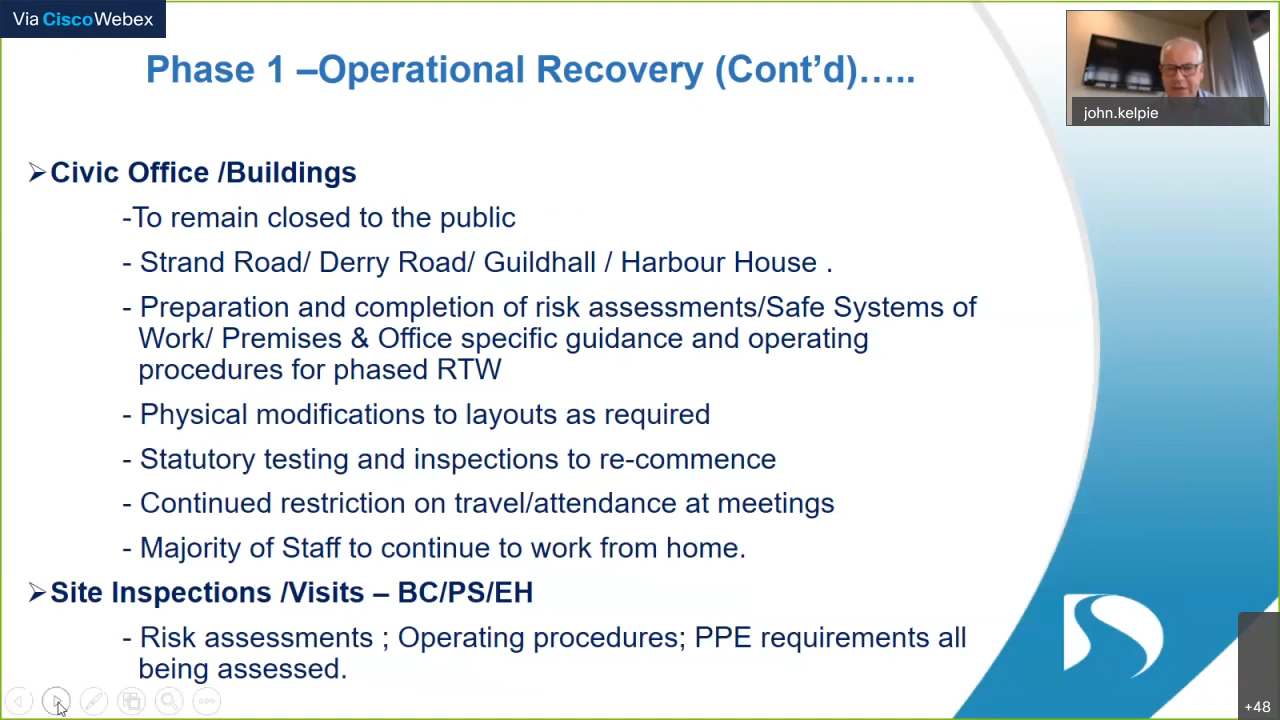 Via CiscoWebex
Phase 1 –Operational Recovery (Cont’d)…..
john.kelpie
➢Civic Office /Buildings
-To remain closed to the public
- Strand Road/ Derry Road/ Guildhall / Harbour House .
- Preparation and completion of risk assessments/Safe Systems of
Work/ Premises & Office specific guidance and operating
procedures for phased RTW
- Physical modifications to layouts as required
- Statutory testing and inspections to re-commence
- Continued restriction on travel/attendance at meetings
- Majority of Staff to continue to work from home.
➢Site Inspections /Visits – BC/PS/EH
- Risk assessments ; Operating procedures; PPE requirements all
being assessed.
+48